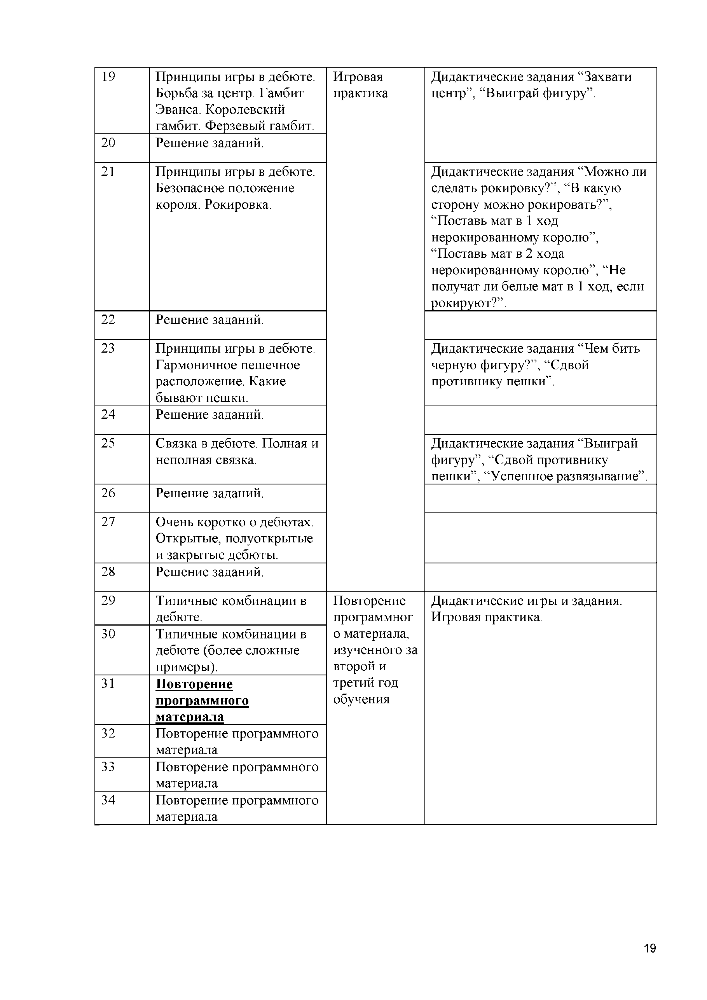 19
Принципы игры в дебюте.
Борьба за центр. Гамбит
Эванса. Королевский
гамбит. Ферзевый гамбит.
Игровая
практика
Дидактические задания “Захвати
центр”, “Выиграй фигуру”.
20
Решение заданий.
21
Принципы игры в дебюте.
Безопасное положение
короля. Рокировка.
Дидактические задания “Можно ли
сделать рокировку?”, “В какую
сторону можно рокировать?”,
“Поставь мат в 1 ход
нерокированному королю”,
“Поставь мат в 2 хода
нерокированному королю”, “Не
получат ли белые мат в 1 ход, если
рокируют?”.
22
Решение заданий.
23
Принципы игры в дебюте.
Гармоничное пешечное
расположение. Какие
бывают пешки.
Дидактические задания “Чем бить
черную фигуру?”, “Сдвой
противнику пешки”.
24
Решение заданий.
25
Связка в дебюте. Полная и
неполная связка.
Дидактические задания “Выиграй
фигуру”, “Сдвой противнику
пешки”, “Успешное развязывание”.
26
Решение заданий.
27
Очень коротко о дебютах.
Открытые, полуоткрытые
и закрытые дебюты.
28
Решение заданий.
29
Типичные комбинации в
дебюте.
Повторение
программног
о материала,
изученного за
второй и
третий год
обучения
Дидактические игры и задания.
Игровая практика.
30
Типичные комбинации в
дебюте (более сложные
примеры).
31
Повторение
программного
материала
32
Повторение программного
материала
33
Повторение программного
материала
34
Повторение программного
материала
19